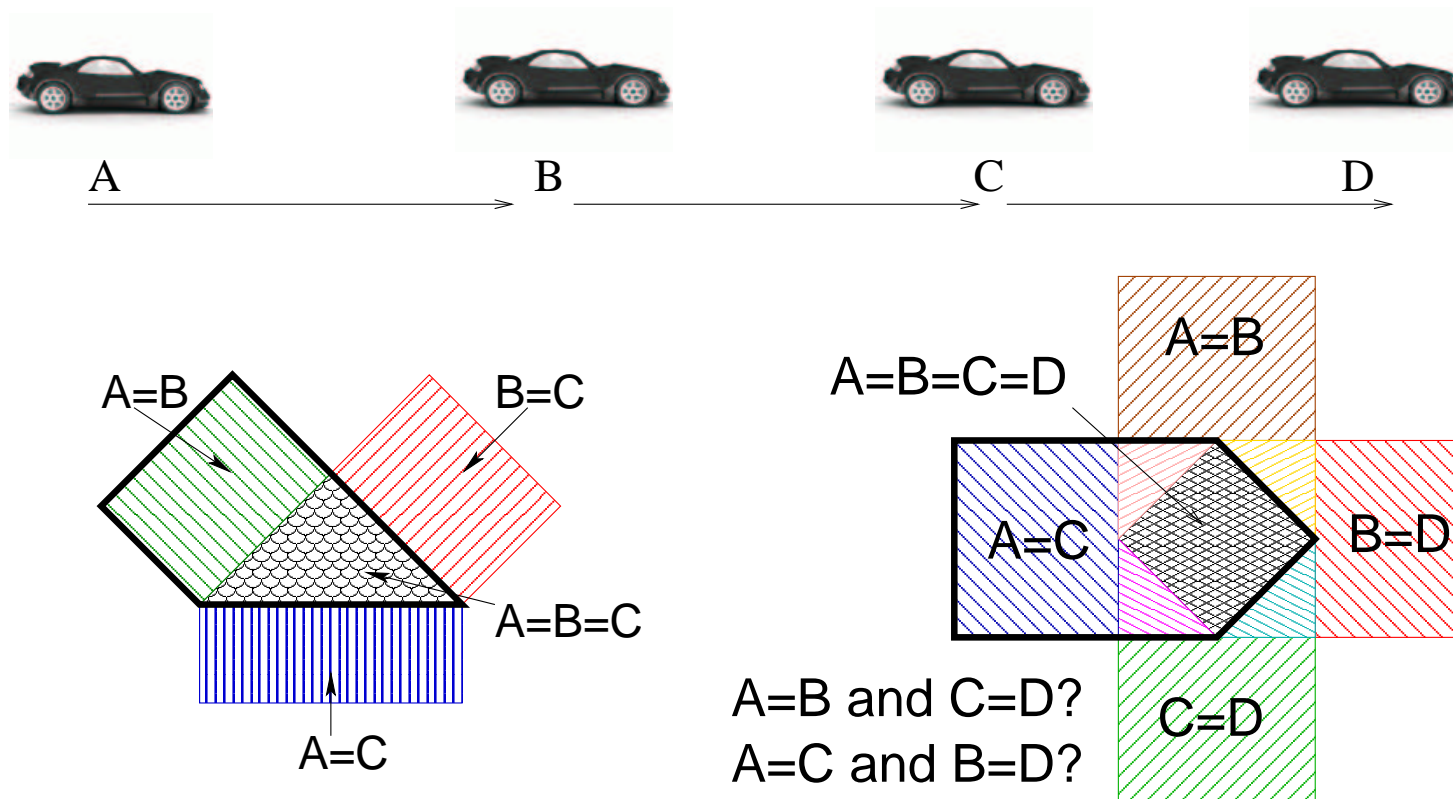 A
B
C
D
A=B
B=C
A=B=C
A=C
A=B
A=B=C=D
A=C
B=D
C=D
A=B and C=D?
A=C and B=D?